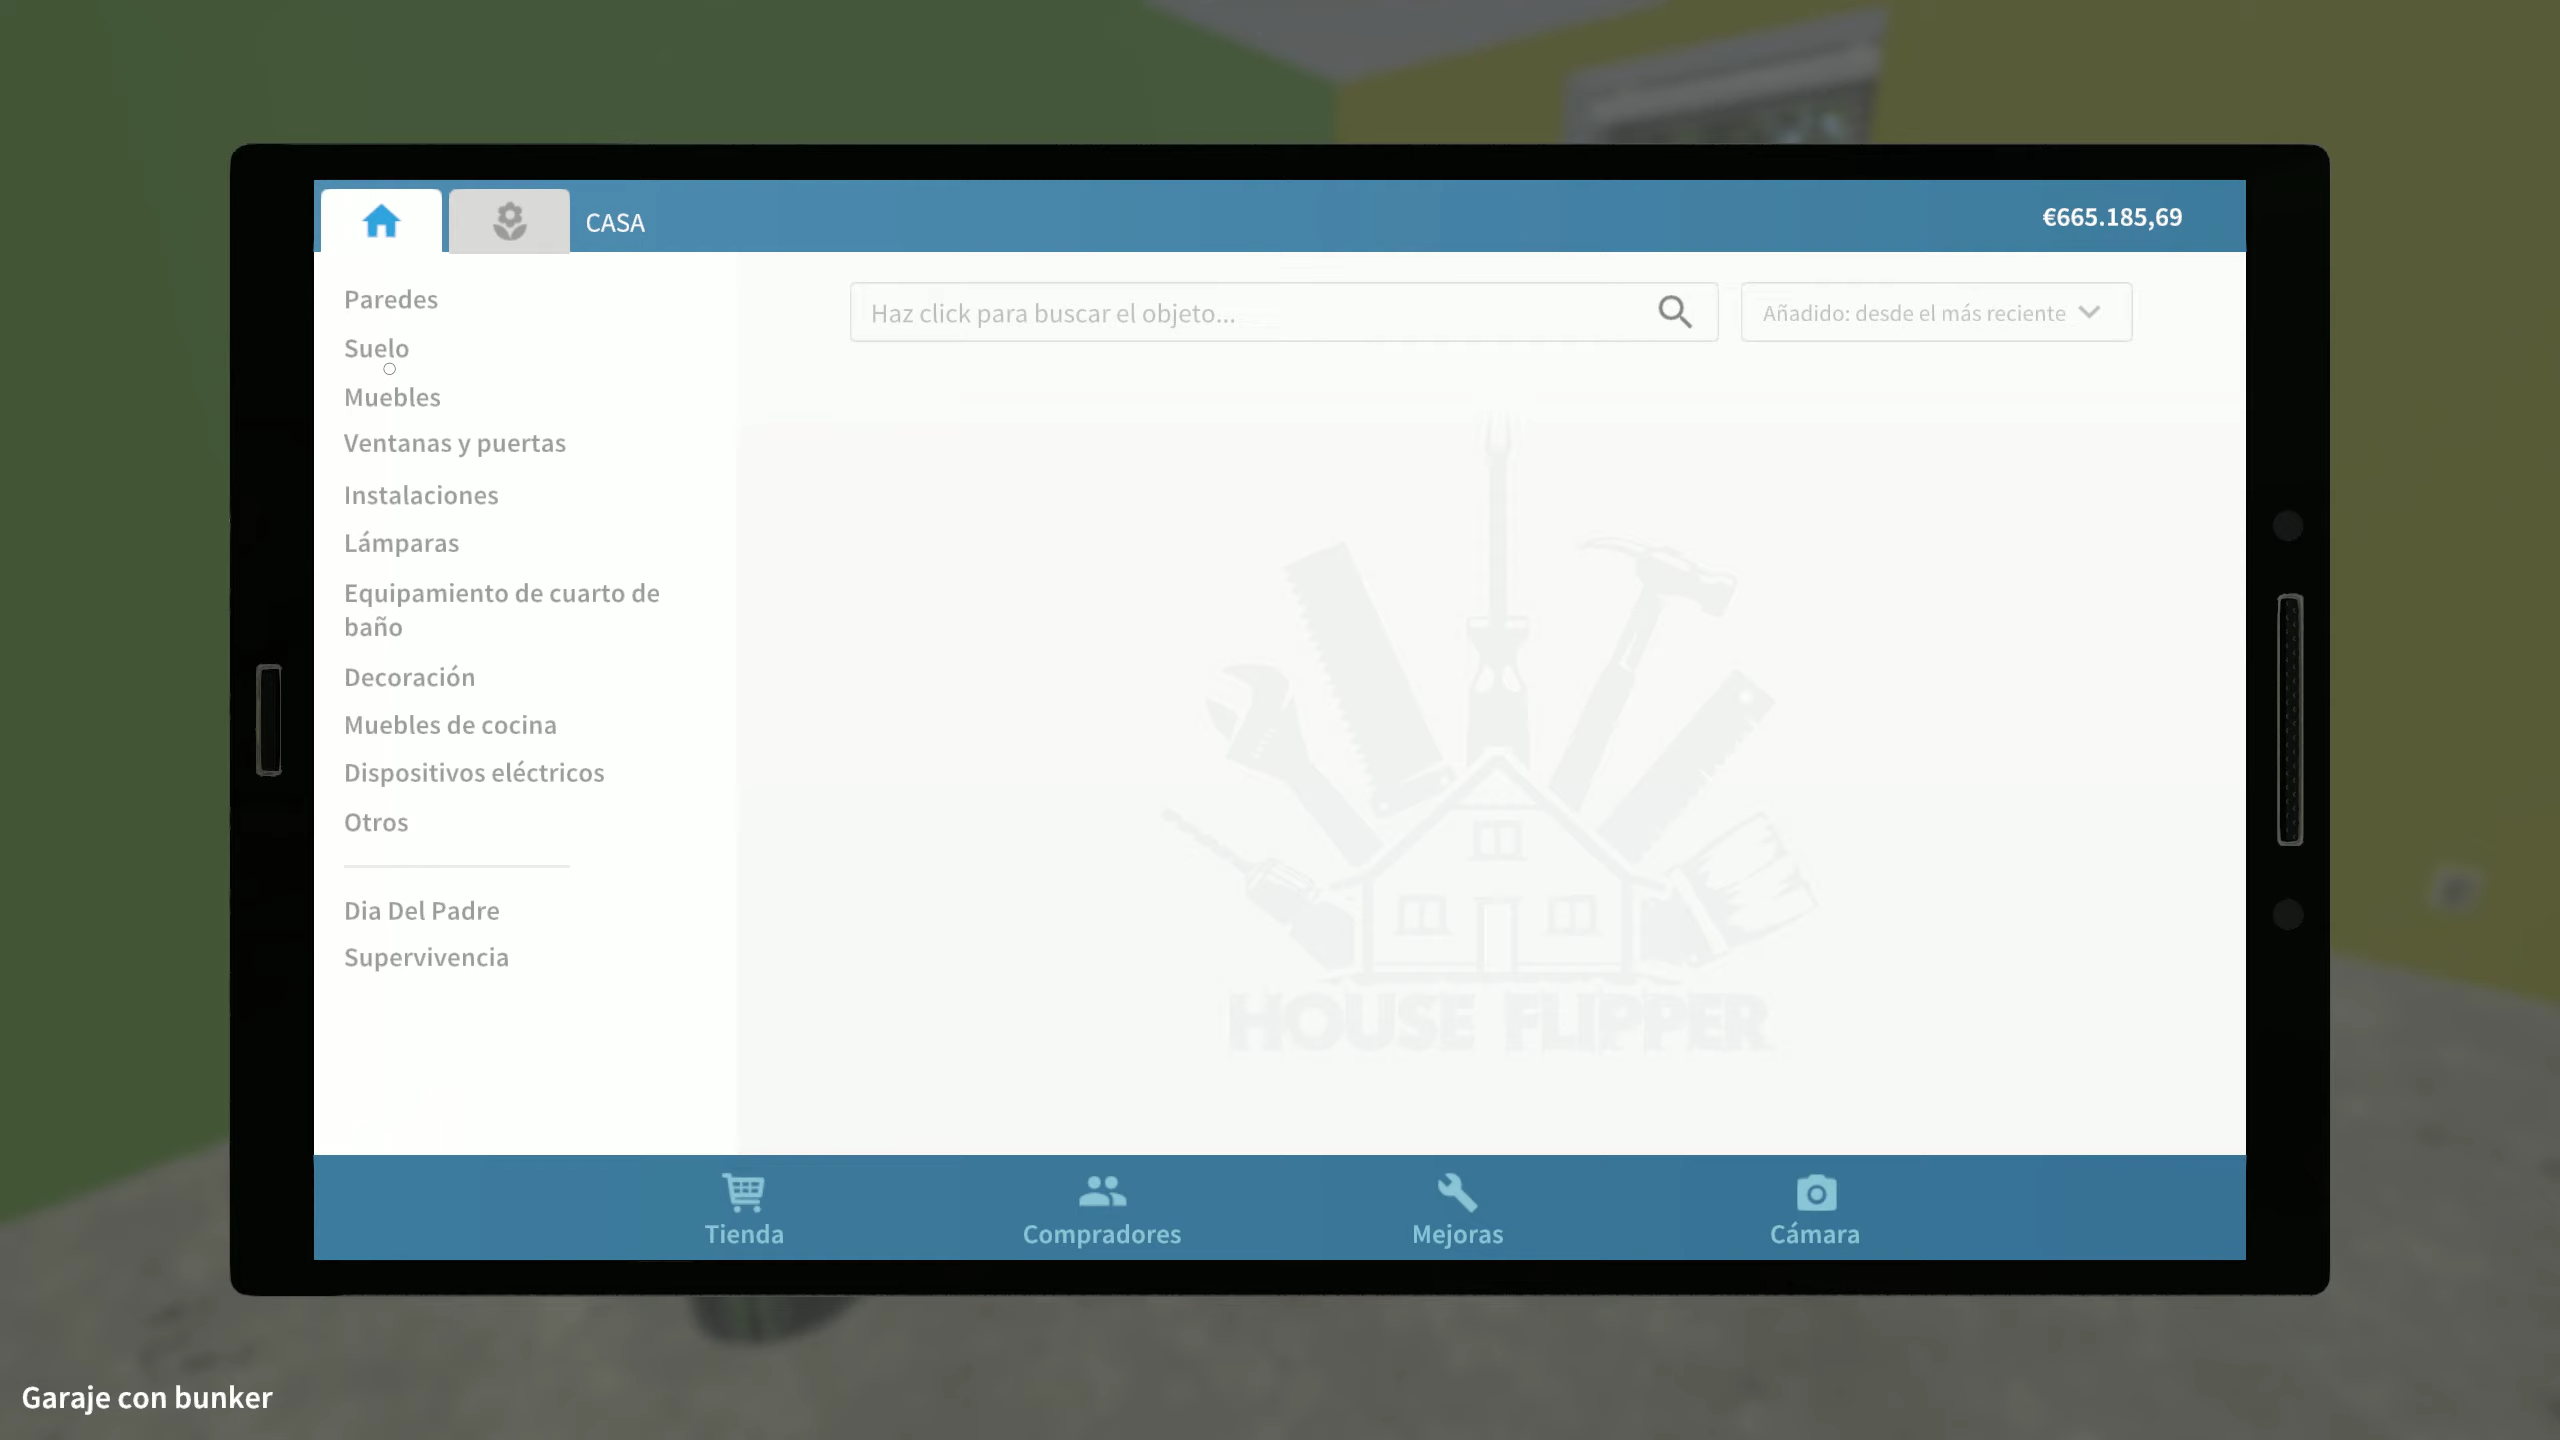 CASA
€665.185,69
Paredes
Suelo
Muebles
Ventanas y puertas
Instalaciones
Lámparas
Equipamiento de cuarto de
baño
Decoración
Muebles de cocina
Dispositivos eléctricos
Otros
Dia Del Padre
Supervivencia
Haz click para buscar el objeto...
Añadido: desde el más reciente
HOUSE FLIPPER
Tienda
Compradores
Mejoras
Cámara
Garaje con bunker